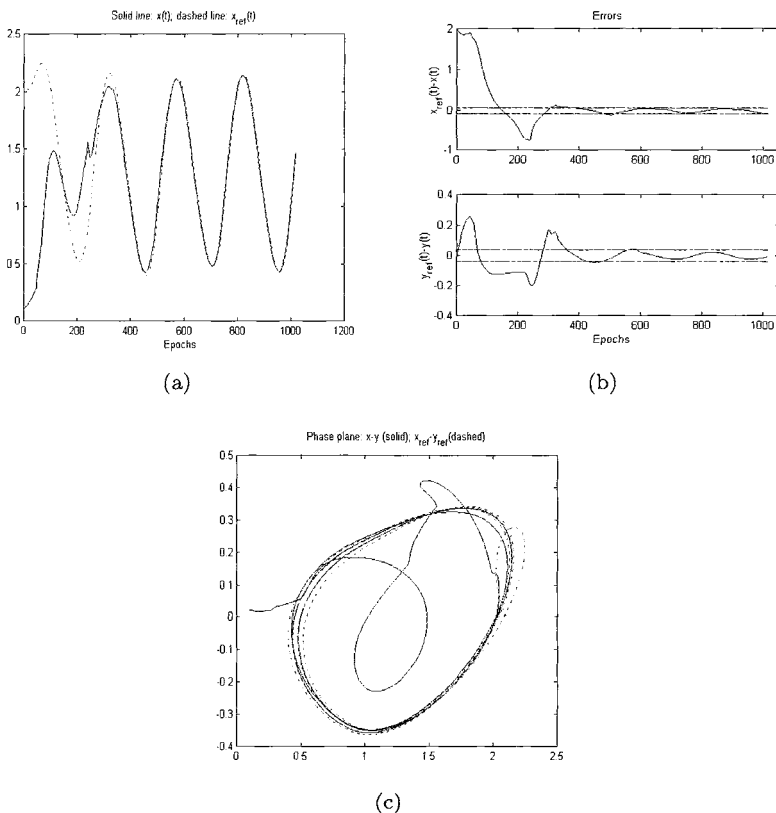 Solid line: x(t); dashed line: x_ref(t)
2.5
2
1.5
1
0.5
0
0 200 400 600 800 1000 1200
Epochs
(a)
Errors
x_ref(t)-x(t)
2
1
0
-1
0 200 400 600 800 1000
y_ref(t)-y(t)
0.4
0.2
0
-0.2
-0.4
0 200 400 600 800 1000
Epochs
(b)
Phase plane: x-y (solid); x_ref-y_ref(dashed)
0.5
0.4
0.3
0.2
0.1
0
-0.1
-0.2
-0.3
-0.4
0 0.5 1 1.5 2 2.5
(c)